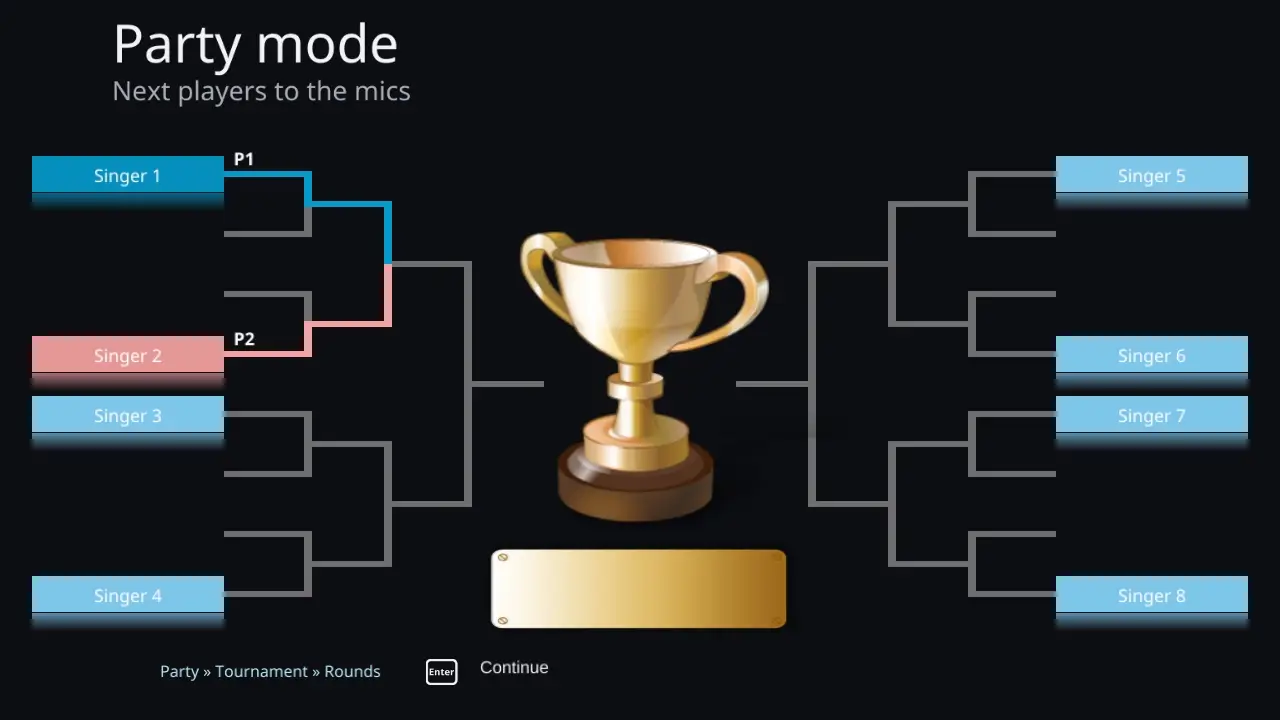 Party mode
Next players to the mics
P1
Singer 1
Singer 5
P2
Singer 2
Singer 6
Singer 3
Singer 7
Singer 4
Singer 8
Party » Tournament » Rounds
Enter
Continue